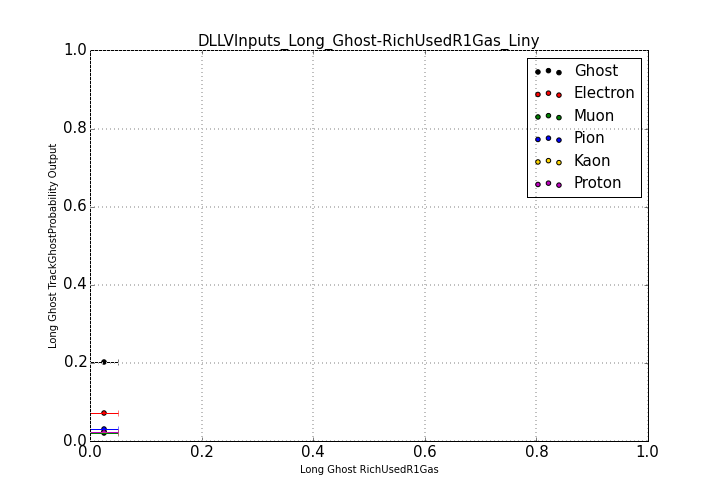 DLLVInputs_Long_Ghost-RichUsedR1Gas_Liny
1.0
0.8
0.6
0.4
0.2
0.0
Long Ghost TrackGhostProbability Output
Ghost
Electron
Muon
Pion
Kaon
Proton
0.0 0.2 0.4 0.6 0.8 1.0
Long Ghost RichUsedR1Gas